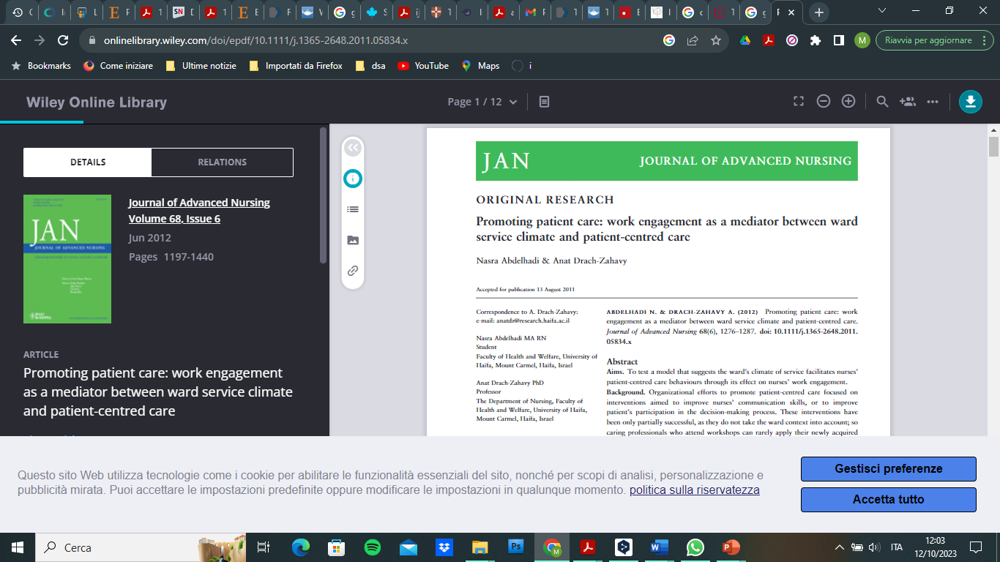 onlinelibrary.wiley.com/doi/epdf/10.1111/j.1365-2648.2011.05834.x
M
Riavvia per aggiornare
Bookmarks
Come iniziare
Ultime notizie
Importati da Firefox
dsa
YouTube
Maps
i
Wiley Online Library
Page 1 / 12
DETAILS
RELATIONS
JAN
JOURNAL OF ADVANCED NURSING
Journal of Advanced Nursing
Volume 68, Issue 6
Jun 2012
Pages 1197-1440
ARTICLE
Promoting patient care: work engagement
as a mediator between ward service climate
and patient-centred care
JAN
JOURNAL OF ADVANCED NURSING
ORIGINAL RESEARCH
Promoting patient care: work engagement as a mediator between ward
service climate and patient-centred care
Nasra Abdelhadi & Anat Drach-Zahavy
Accepted for publication 13 August 2011
Correspondence to A. Drach-Zahavy:
e-mail: anatdz@research.haifa.ac.il
Nasra Abdelhadi MA RN
Student
Faculty of Health and Welfare, University of
Haifa, Mount Carmel, Haifa, Israel
Anat Drach-Zahavy PhD
Professor
The Department of Nursing, Faculty of
Health and Welfare, University of Haifa,
Mount Carmel, Haifa, Israel
ABDELHADI N. & DRACH-ZAHAVY A. (2012) Promoting patient care: work
engagement as a mediator between ward service climate and patient-centred care.
Journal of Advanced Nursing 68(6), 1276–1287. doi: 10.1111/j.1365-2648.2011.
05834.x
Abstract
Aims. To test a model that suggests the ward's climate of service facilitates nurses'
patient-centred care behaviours through its effect on nurses' work engagement.
Background. Organizational efforts to promote patient-centred care focused on
interventions aimed to improve nurses' communication skills, or to improve
patient's participation in the decision-making process. These interventions have
been only partially successful, as they do not take the ward context into account; so
caring professionals who attend workshops can rarely apply their newly acquired
Questo sito Web utilizza tecnologie come i cookie per abilitare le funzionalità essenziali del sito, nonché per scopi di analisi, personalizzazione e
pubblicità mirata. Puoi accettare le impostazioni predefinite oppure modificare le impostazioni in qualunque momento. politica sulla riservatezza
Gestisci preferenze
Accetta tutto
Cerca
ITA
12:03
12/10/2023